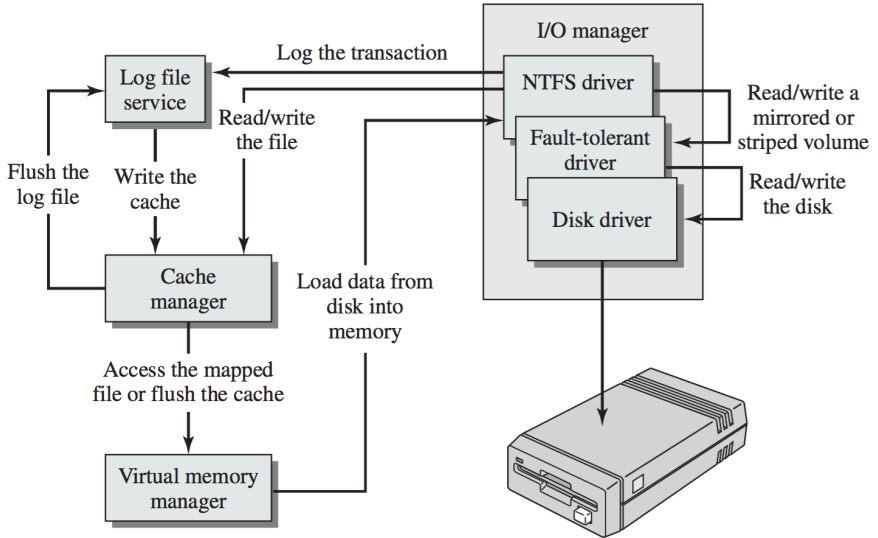 I/O manager
Log the transaction
Log file
service
NTFS driver
Read/write
the file
Read/write a
mirrored or
striped volume
Fault-tolerant
driver
Flush the
log file
Write the
cache
Read/write
the disk
Disk driver
Cache
manager
Load data from
disk into
memory
Access the mapped
file or flush the cache
Virtual memory
manager